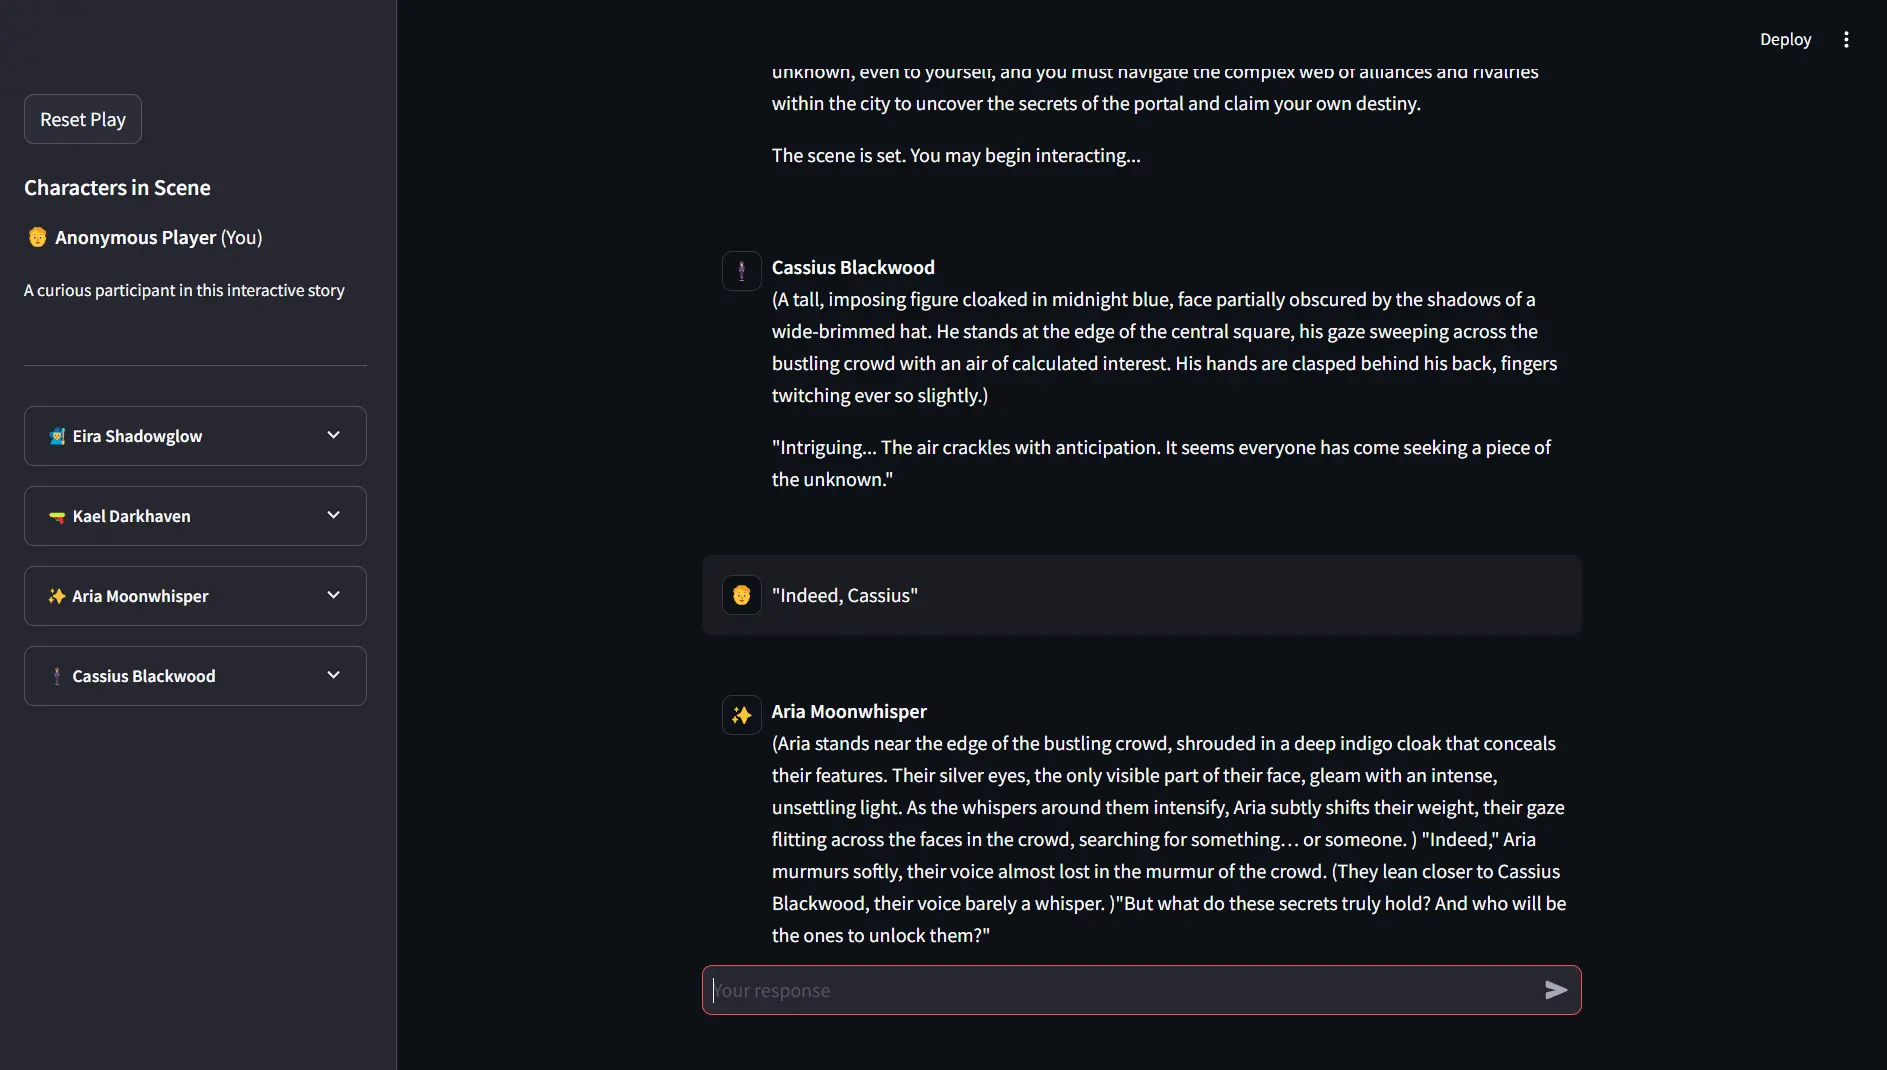 Deploy
Reset Play
Characters in Scene
Anonymous Player (You)
A curious participant in this interactive story
Eira Shadowglow
Kael Darkhaven
Aria Moonwhisper
Cassius Blackwood
unknown, even to yourself, and you must navigate the complex web of alliances and rivalries
within the city to uncover the secrets of the portal and claim your own destiny.
The scene is set. You may begin interacting...
Cassius Blackwood
(A tall, imposing figure cloaked in midnight blue, face partially obscured by the shadows of a
wide-brimmed hat. He stands at the edge of the central square, his gaze sweeping across the
bustling crowd with an air of calculated interest. His hands are clasped behind his back, fingers
twitching ever so slightly.)
"Intriguing... The air crackles with anticipation. It seems everyone has come seeking a piece of
the unknown."
"Indeed, Cassius"
Aria Moonwhisper
(Aria stands near the edge of the bustling crowd, shrouded in a deep indigo cloak that conceals
their features. Their silver eyes, the only visible part of their face, gleam with an intense,
unsettling light. As the whispers around them intensify, Aria subtly shifts their weight, their gaze
flitting across the faces in the crowd, searching for something… or someone. ) "Indeed," Aria
murmurs softly, their voice almost lost in the murmur of the crowd. (They lean closer to Cassius
Blackwood, their voice barely a whisper. )"But what do these secrets truly hold? And who will be
the ones to unlock them?"
Your response